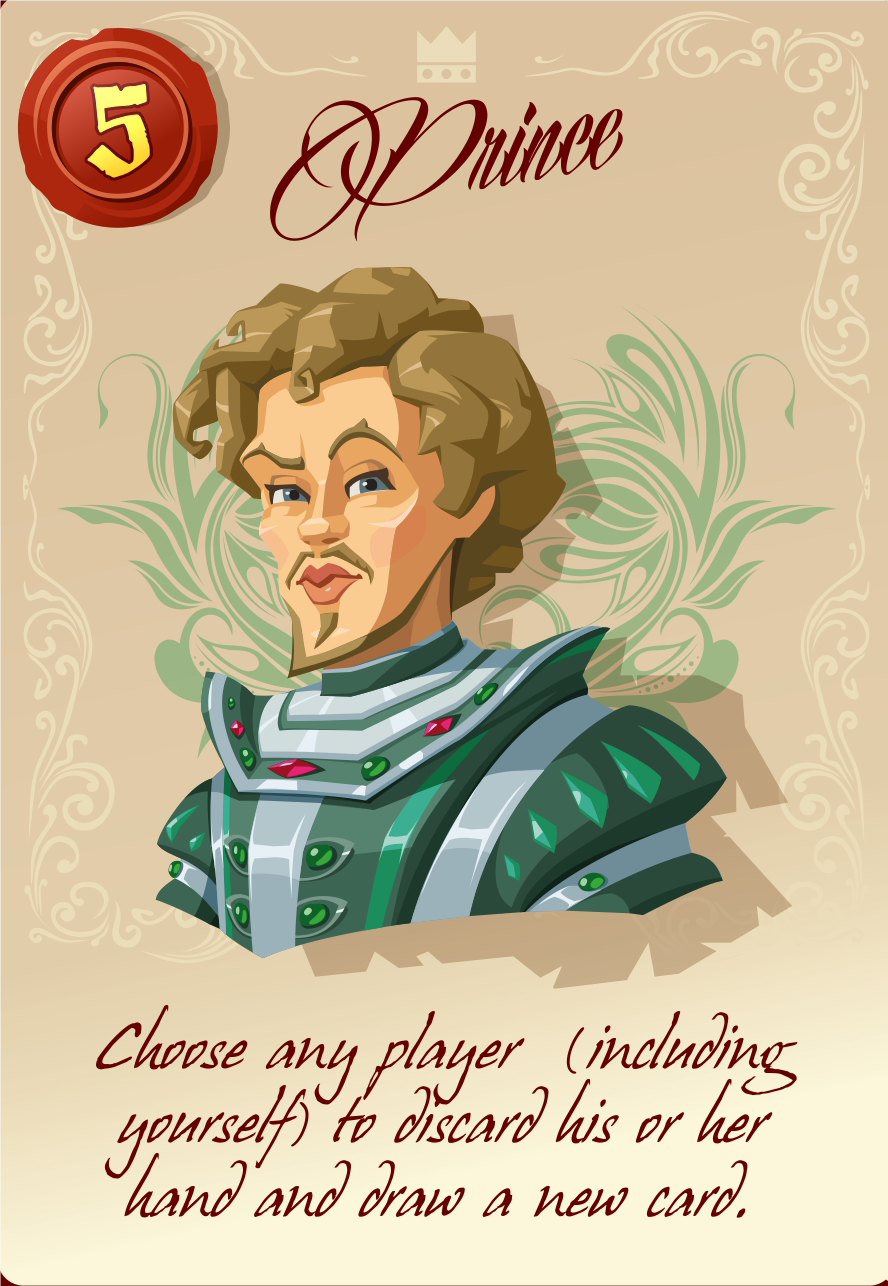 5
Prince
Choose any player (including
yourself) to discard his or her
hand and draw a new card.